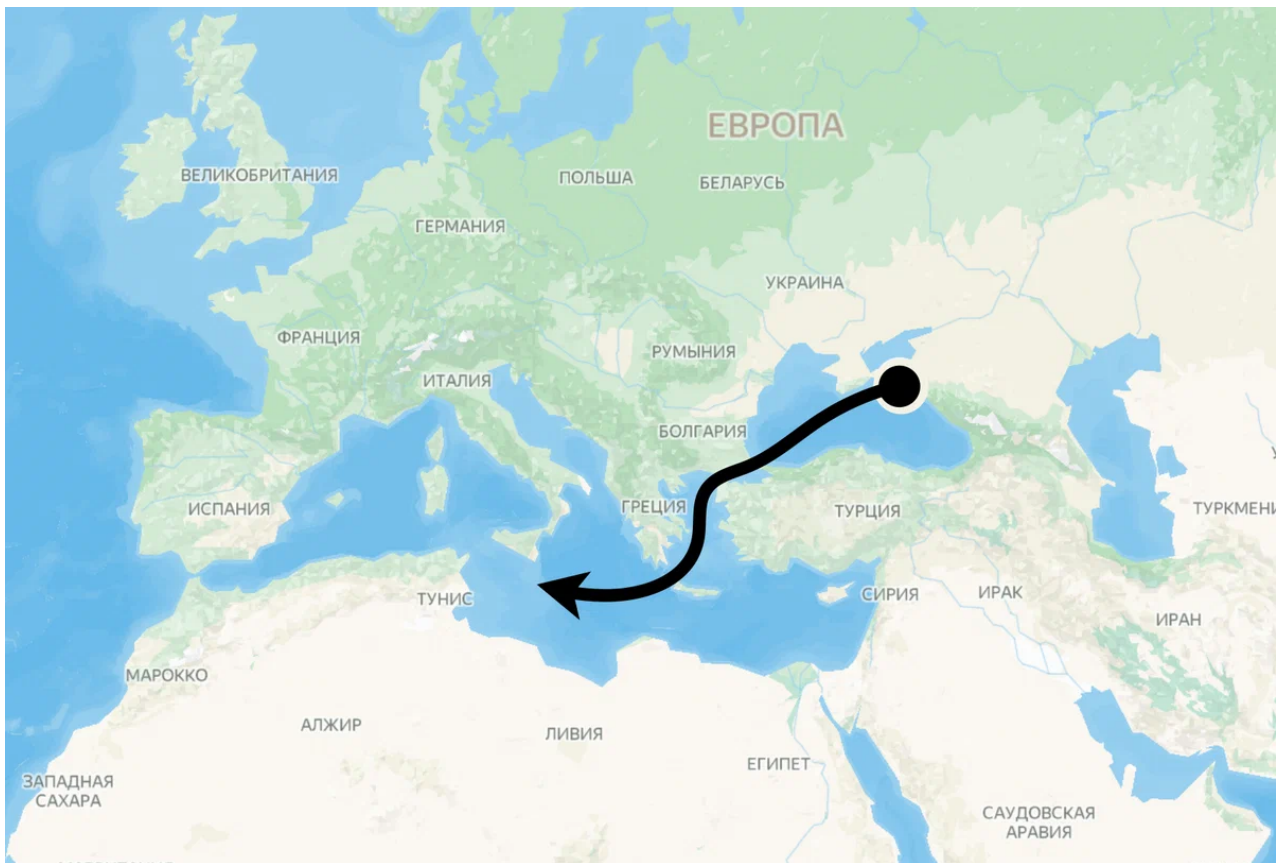 ЕВРОПА
ВЕЛИКОБРИТАНИЯ
ПОЛЬША
БЕЛАРУСЬ
ГЕРМАНИЯ
УКРАИНА
ФРАНЦИЯ
РУМЫНИЯ
ИТАЛИЯ
БОЛГАРИЯ
ИСПАНИЯ
ГРЕЦИЯ
ТУРЦИЯ
ТУРКМЕНИ
ТУНИС
СИРИЯ
ИРАК
ИРАН
МАРОККО
АЛЖИР
ЛИВИЯ
ЕГИПЕТ
ЗАПАДНАЯ
САХАРА
САУДОВСКАЯ
АРАВИЯ